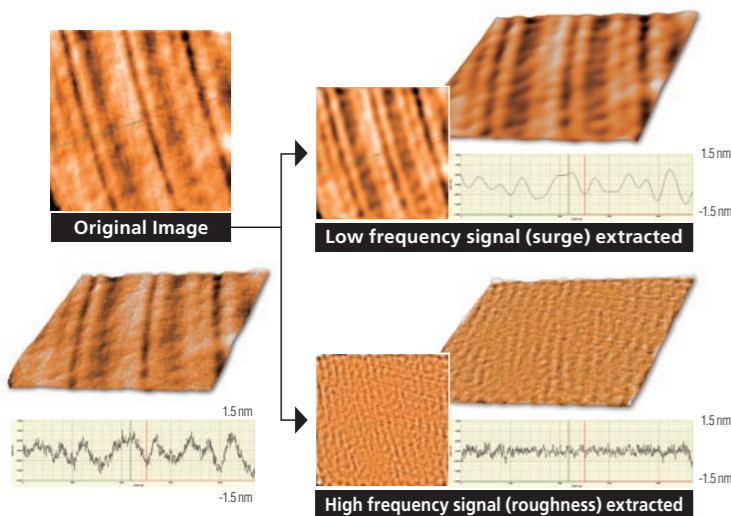 Original Image
1.5 nm
-1.5 nm
Low frequency signal (surge) extracted
1.5 nm
-1.5 nm
High frequency signal (roughness) extracted
1.5 nm
-1.5 nm